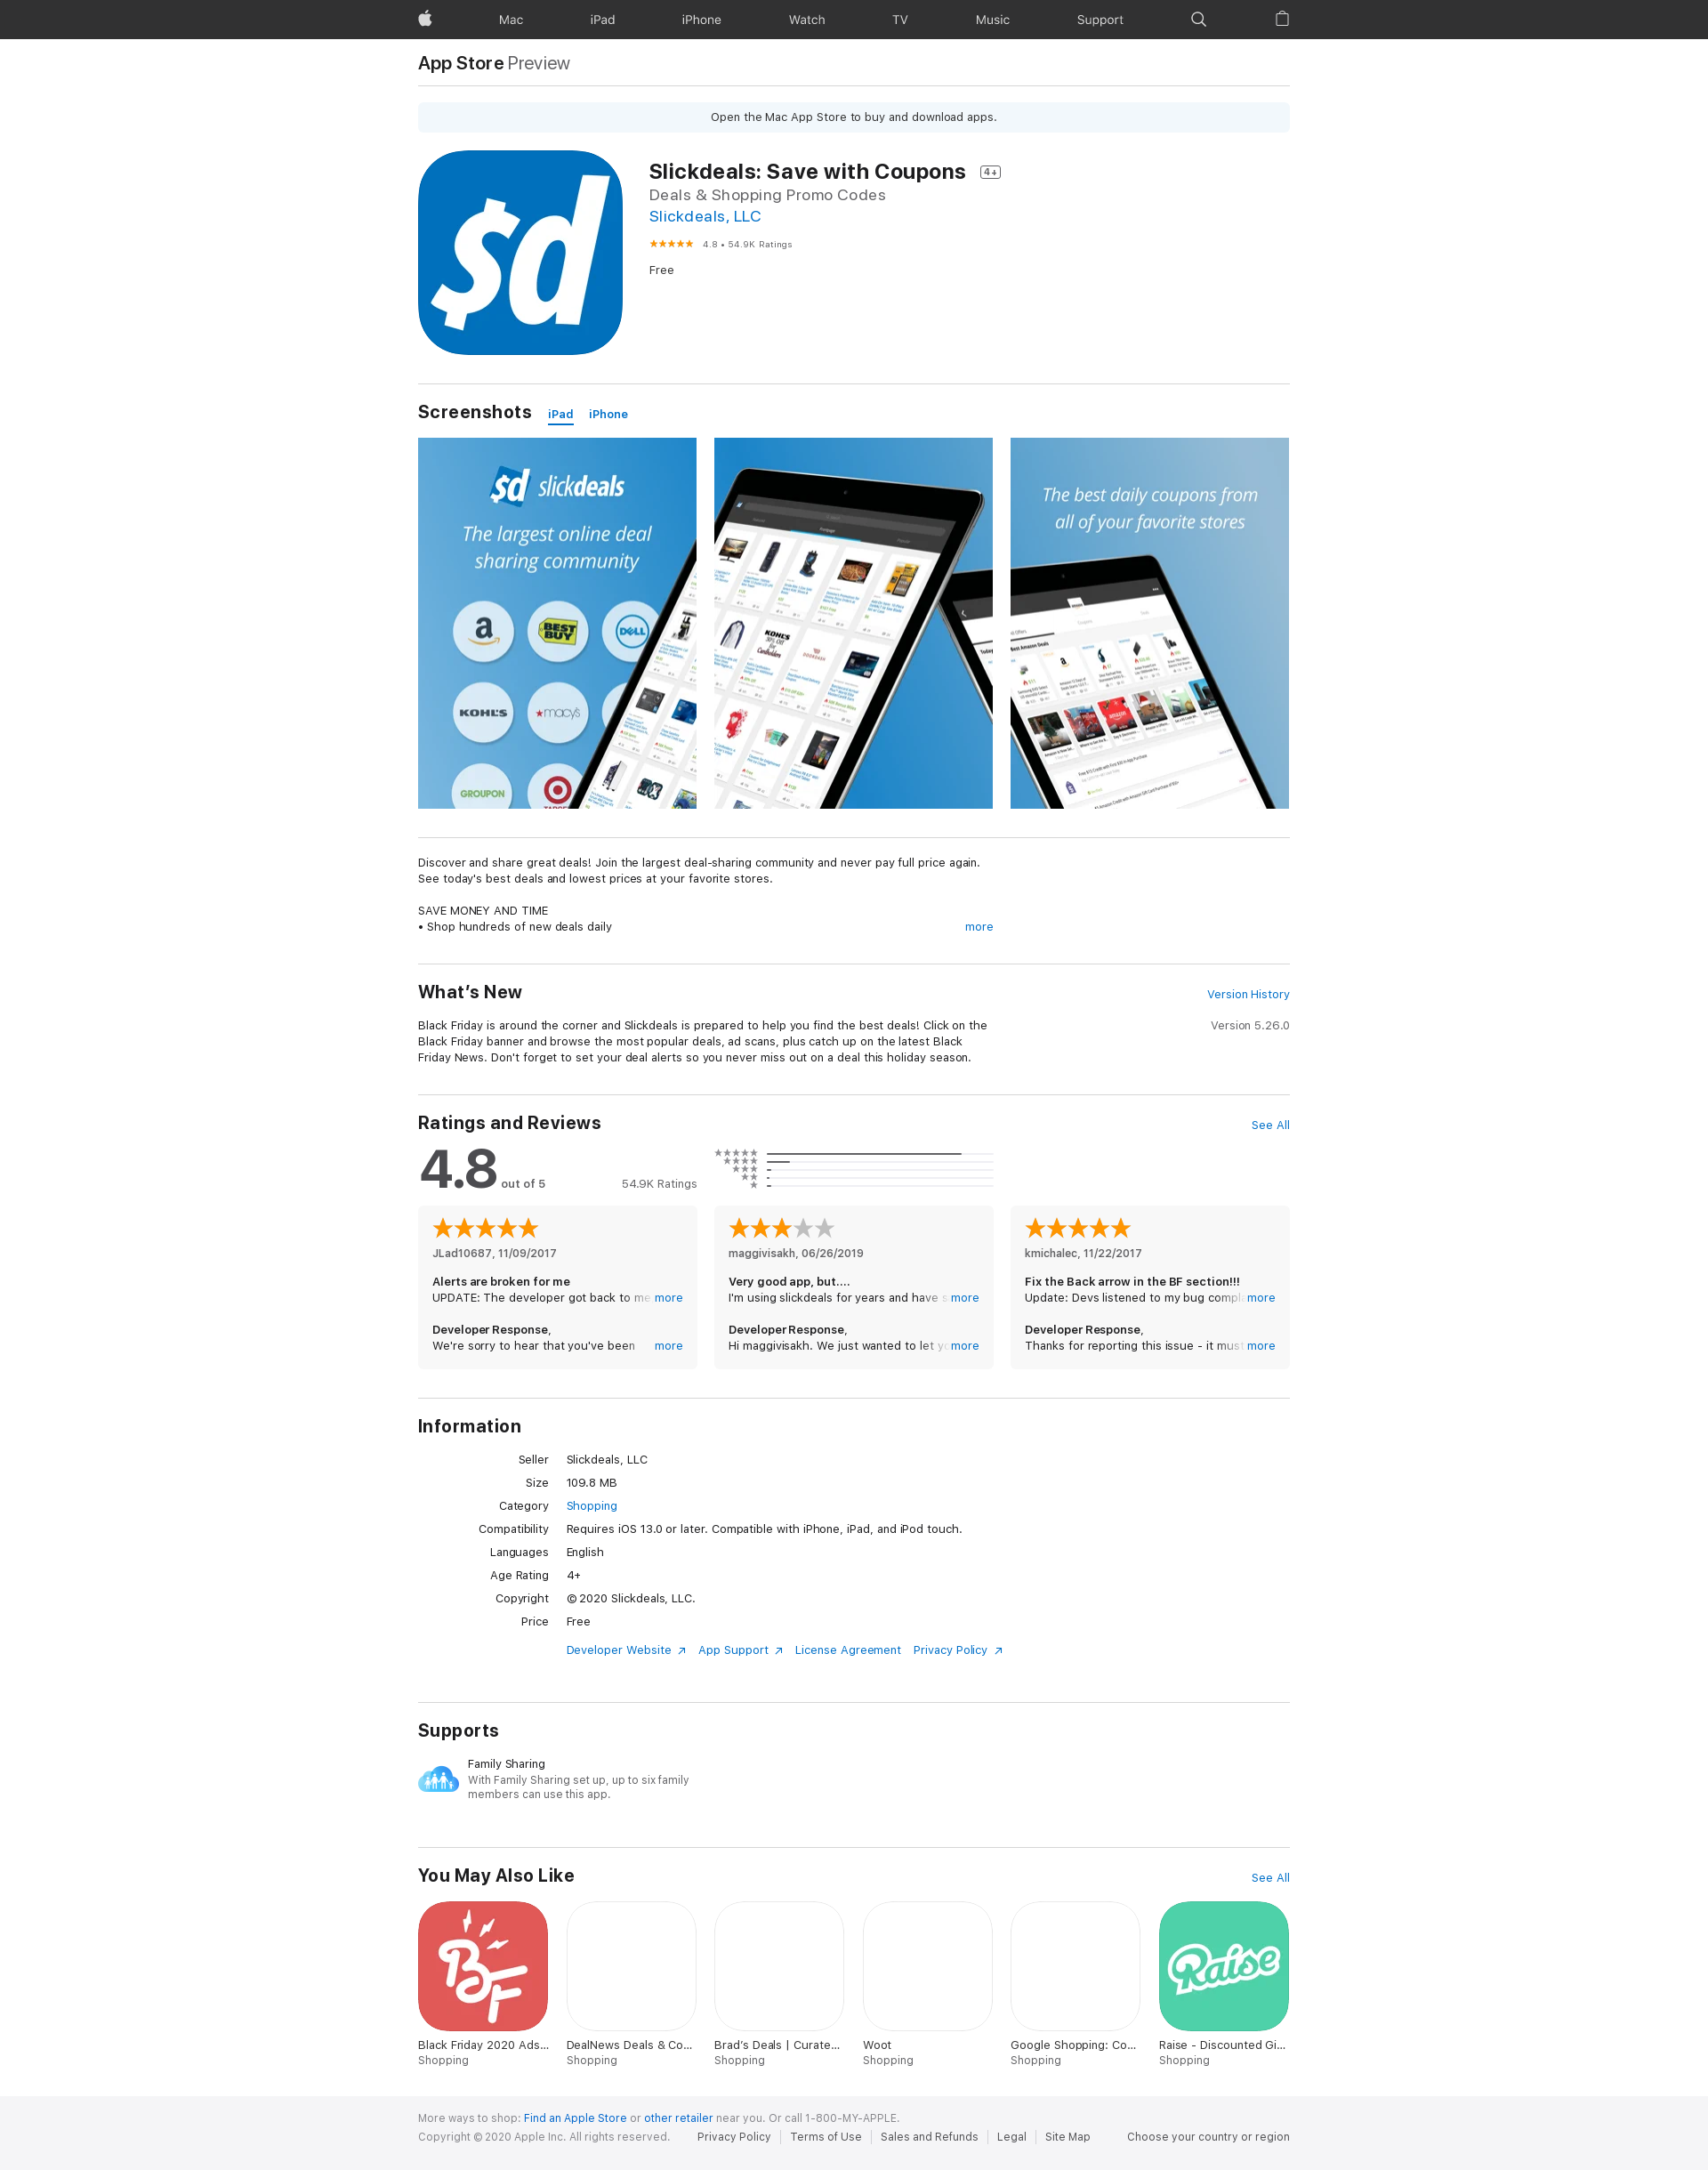 Mac
iPad
iPhone
Watch
TV
Music
Support
App Store Preview
Open the Mac App Store to buy and download apps.
$d
Slickdeals: Save with Coupons 4+
Deals & Shopping Promo Codes
Slickdeals, LLC
4.8 • 54.9K Ratings
Free
Screenshots iPad iPhone
$d slickdeals
The largest online deal
sharing community
a
BEST BUY
DELL
KOHL'S
macy's
GROUPON
The best daily coupons from
all of your favorite stores
Discover and share great deals! Join the largest deal-sharing community and never pay full price again.
See today's best deals and lowest prices at your favorite stores.
SAVE MONEY AND TIME
• Shop hundreds of new deals daily
more
What's New
Version History
Black Friday is around the corner and Slickdeals is prepared to help you find the best deals! Click on the
Black Friday banner and browse the most popular deals, ad scans, plus catch up on the latest Black
Friday News. Don't forget to set your deal alerts so you never miss out on a deal this holiday season.
Version 5.26.0
Ratings and Reviews
See All
4.8 out of 5
54.9K Ratings
JLad10687, 11/09/2017
Alerts are broken for me
UPDATE: The developer got back to me more
Developer Response,
We're sorry to hear that you've been more
maggivisakh, 06/26/2019
Very good app, but....
I'm using slickdeals for years and have more
Developer Response,
Hi maggivisakh. We just wanted to let more
kmichalec, 11/22/2017
Fix the Back arrow in the BF section!!!
Update: Devs listened to my bug more
Developer Response,
Thanks for reporting this issue - it must more
Information
Seller Slickdeals, LLC
Size 109.8 MB
Category Shopping
Compatibility Requires iOS 13.0 or later. Compatible with iPhone, iPad, and iPod touch.
Languages English
Age Rating 4+
Copyright © 2020 Slickdeals, LLC.
Price Free
Developer Website
App Support
License Agreement
Privacy Policy
Supports
Family Sharing
With Family Sharing set up, up to six family
members can use this app.
You May Also Like
See All
BF
Raise
Black Friday 2020 Ads...
Shopping
DealNews Deals & Co...
Shopping
Brad's Deals | Curate...
Shopping
Woot
Shopping
Google Shopping: Co...
Shopping
Raise - Discounted Gi...
Shopping
More ways to shop: Find an Apple Store or other retailer near you. Or call 1-800-MY-APPLE.
Copyright © 2020 Apple Inc. All rights reserved.
Privacy Policy
Terms of Use
Sales and Refunds
Legal
Site Map
Choose your country or region